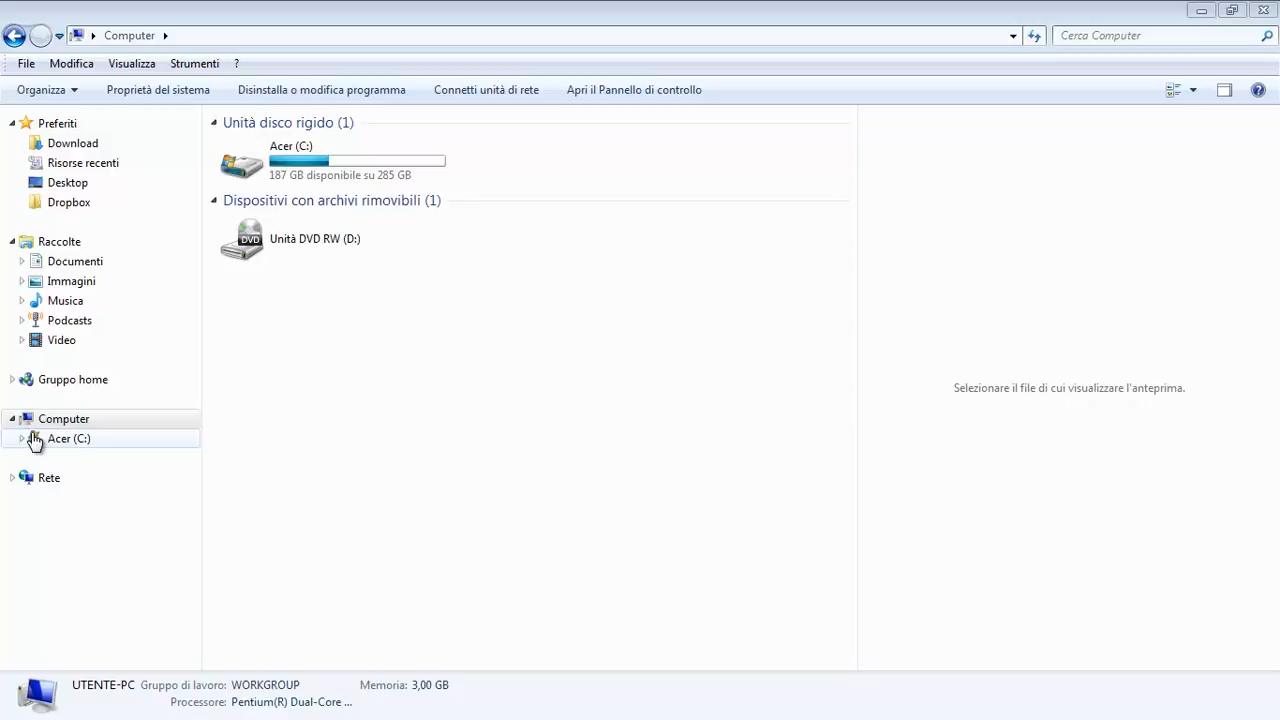 Computer
Cerca Computer
File Modifica Visualizza Strumenti ?
Organizza Proprietà del sistema Disinstalla o modifica programma Connetti unità di rete Apri il Pannello di controllo
Preferiti
Download
Risorse recenti
Desktop
Dropbox
Raccolte
Documenti
Immagini
Musica
Podcasts
Video
Gruppo home
Computer
Acer (C:)
Rete
Unità disco rigido (1)
Acer (C:)
187 GB disponibile su 285 GB
Dispositivi con archivi rimovibili (1)
DVD
Unità DVD RW (D:)
Selezionare il file di cui visualizzare l'anteprima.
UTENTE-PC Gruppo di lavoro: WORKGROUP Memoria: 3,00 GB
Processore: Pentium(R) Dual-Core ...